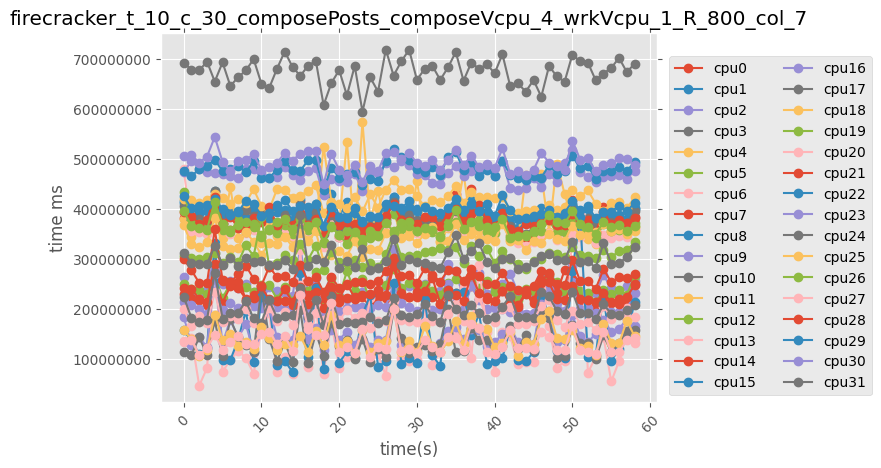 firecracker_t_10_c_30_composePosts_composeVcpu_4_wrkVcpu_1_R_800_col_7
700000000
600000000
500000000
400000000
300000000
200000000
100000000
time ms
0
10
20
30
40
50
60
time(s)
cpu0
cpu1
cpu2
cpu3
cpu4
cpu5
cpu6
cpu7
cpu8
cpu9
cpu10
cpu11
cpu12
cpu13
cpu14
cpu15
cpu16
cpu17
cpu18
cpu19
cpu20
cpu21
cpu22
cpu23
cpu24
cpu25
cpu26
cpu27
cpu28
cpu29
cpu30
cpu31